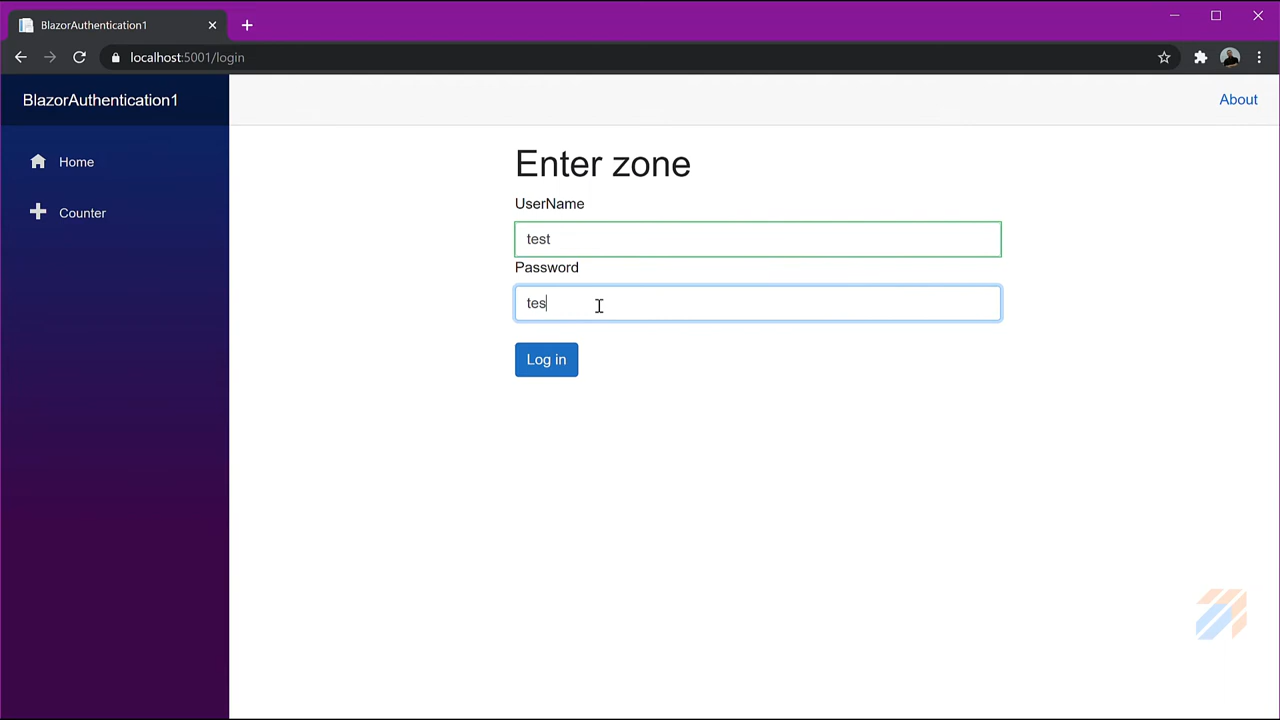 BlazorAuthentication1
localhost:5001/login
BlazorAuthentication1
About
Home
Counter
Enter zone
UserName
test
Password
tes
Log in